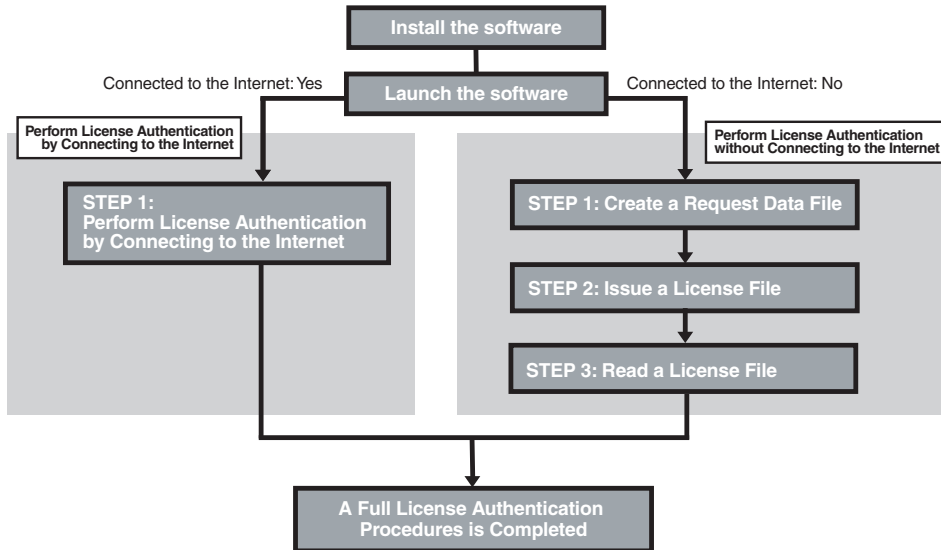 Install the software
Connected to the Internet: Yes
Launch the software
Connected to the Internet: No
Perform License Authentication
by Connecting to the Internet
STEP 1:
Perform License Authentication
by Connecting to the Internet
Perform License Authentication
without Connecting to the Internet
STEP 1: Create a Request Data File
STEP 2: Issue a License File
STEP 3: Read a License File
A Full License Authentication
Procedures is Completed